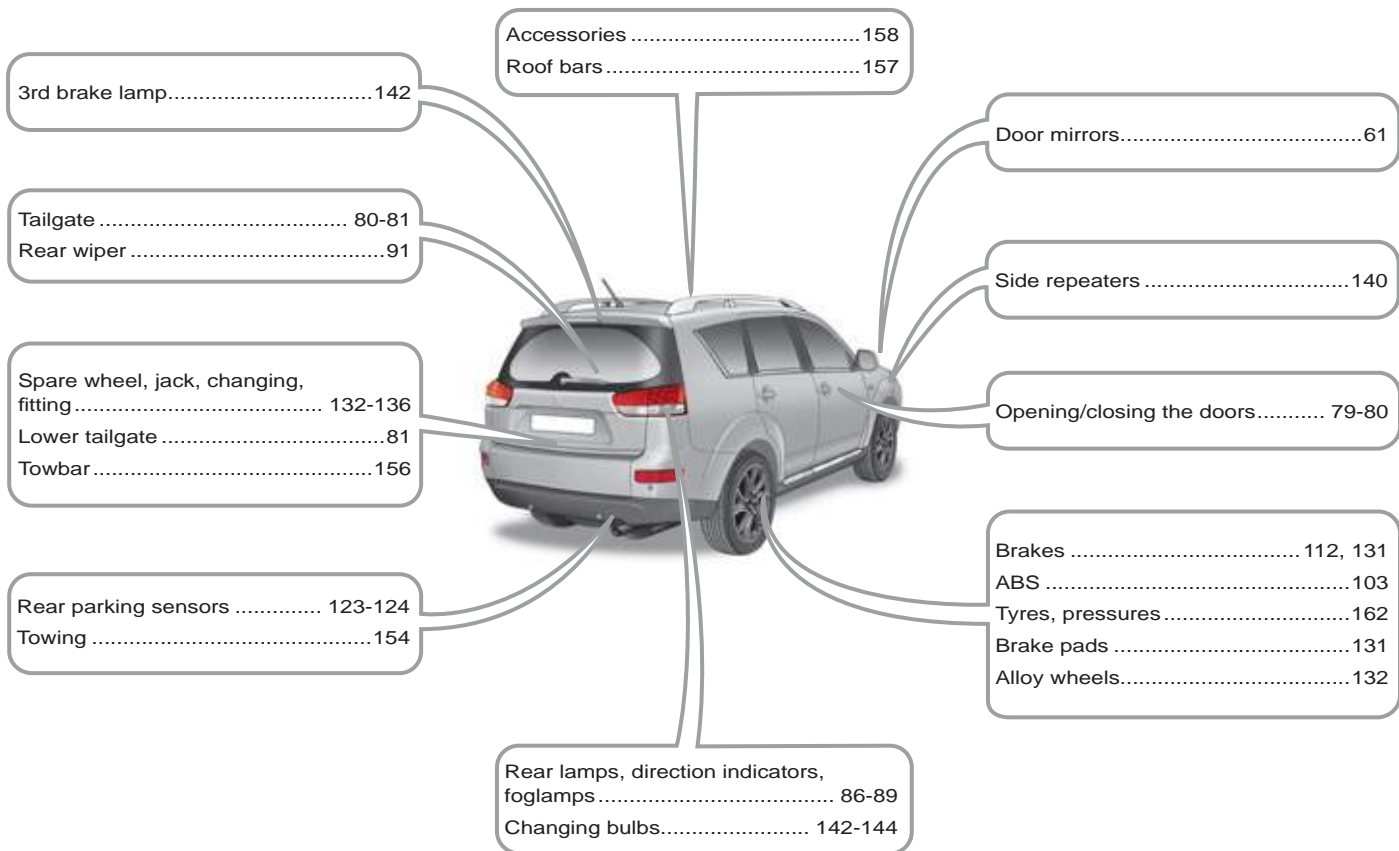 Accessories ........................................ 158
Roof bars ............................................ 157
3rd brake lamp................................ 142
Door mirrors....................................... 61
Tailgate ....................................... 80-81
Rear wiper ........................................ 91
Side repeaters .................................. 140
Spare wheel, jack, changing,
fitting ....................................... 132-136
Lower tailgate ................................... 81
Towbar ............................................ 156
Opening/closing the doors........... 79-80
Rear parking sensors .............. 123-124
Towing ............................................ 154
Brakes ..................................... 112, 131
ABS ................................................. 103
Tyres, pressures .............................. 162
Brake pads ...................................... 131
Alloy wheels..................................... 132
Rear lamps, direction indicators,
foglamps ..................................... 86-89
Changing bulbs....................... 142-144